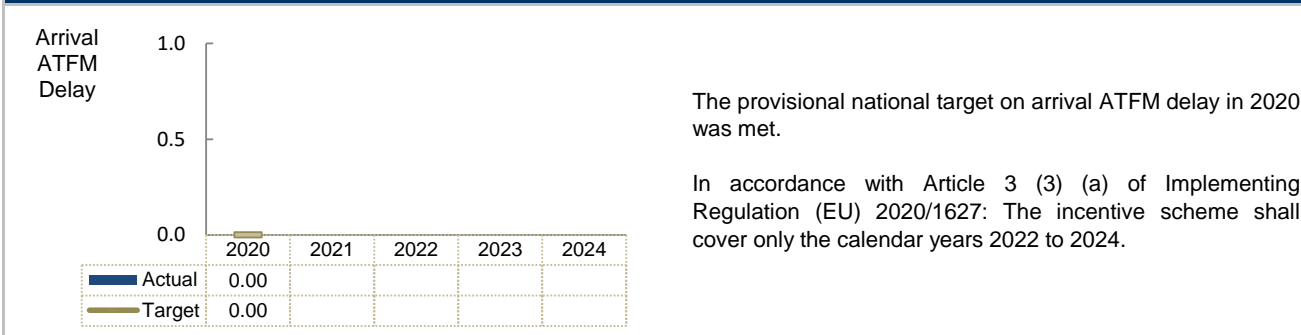 Arrival
ATFM
Delay
1.0
0.5
0.0
2020 2021 2022 2023 2024
Actual 0.00
Target 0.00
The provisional national target on arrival ATFM delay in 2020
was met.
In accordance with Article 3 (3) (a) of Implementing
Regulation (EU) 2020/1627: The incentive scheme shall
cover only the calendar years 2022 to 2024.